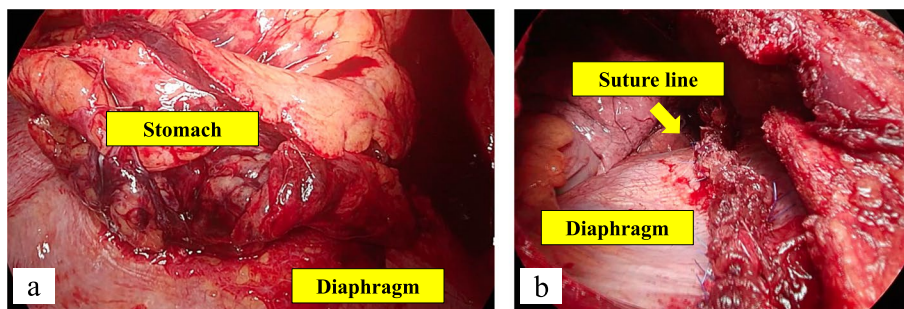 Stomach
Diaphragm
a
Suture line
Diaphragm
b